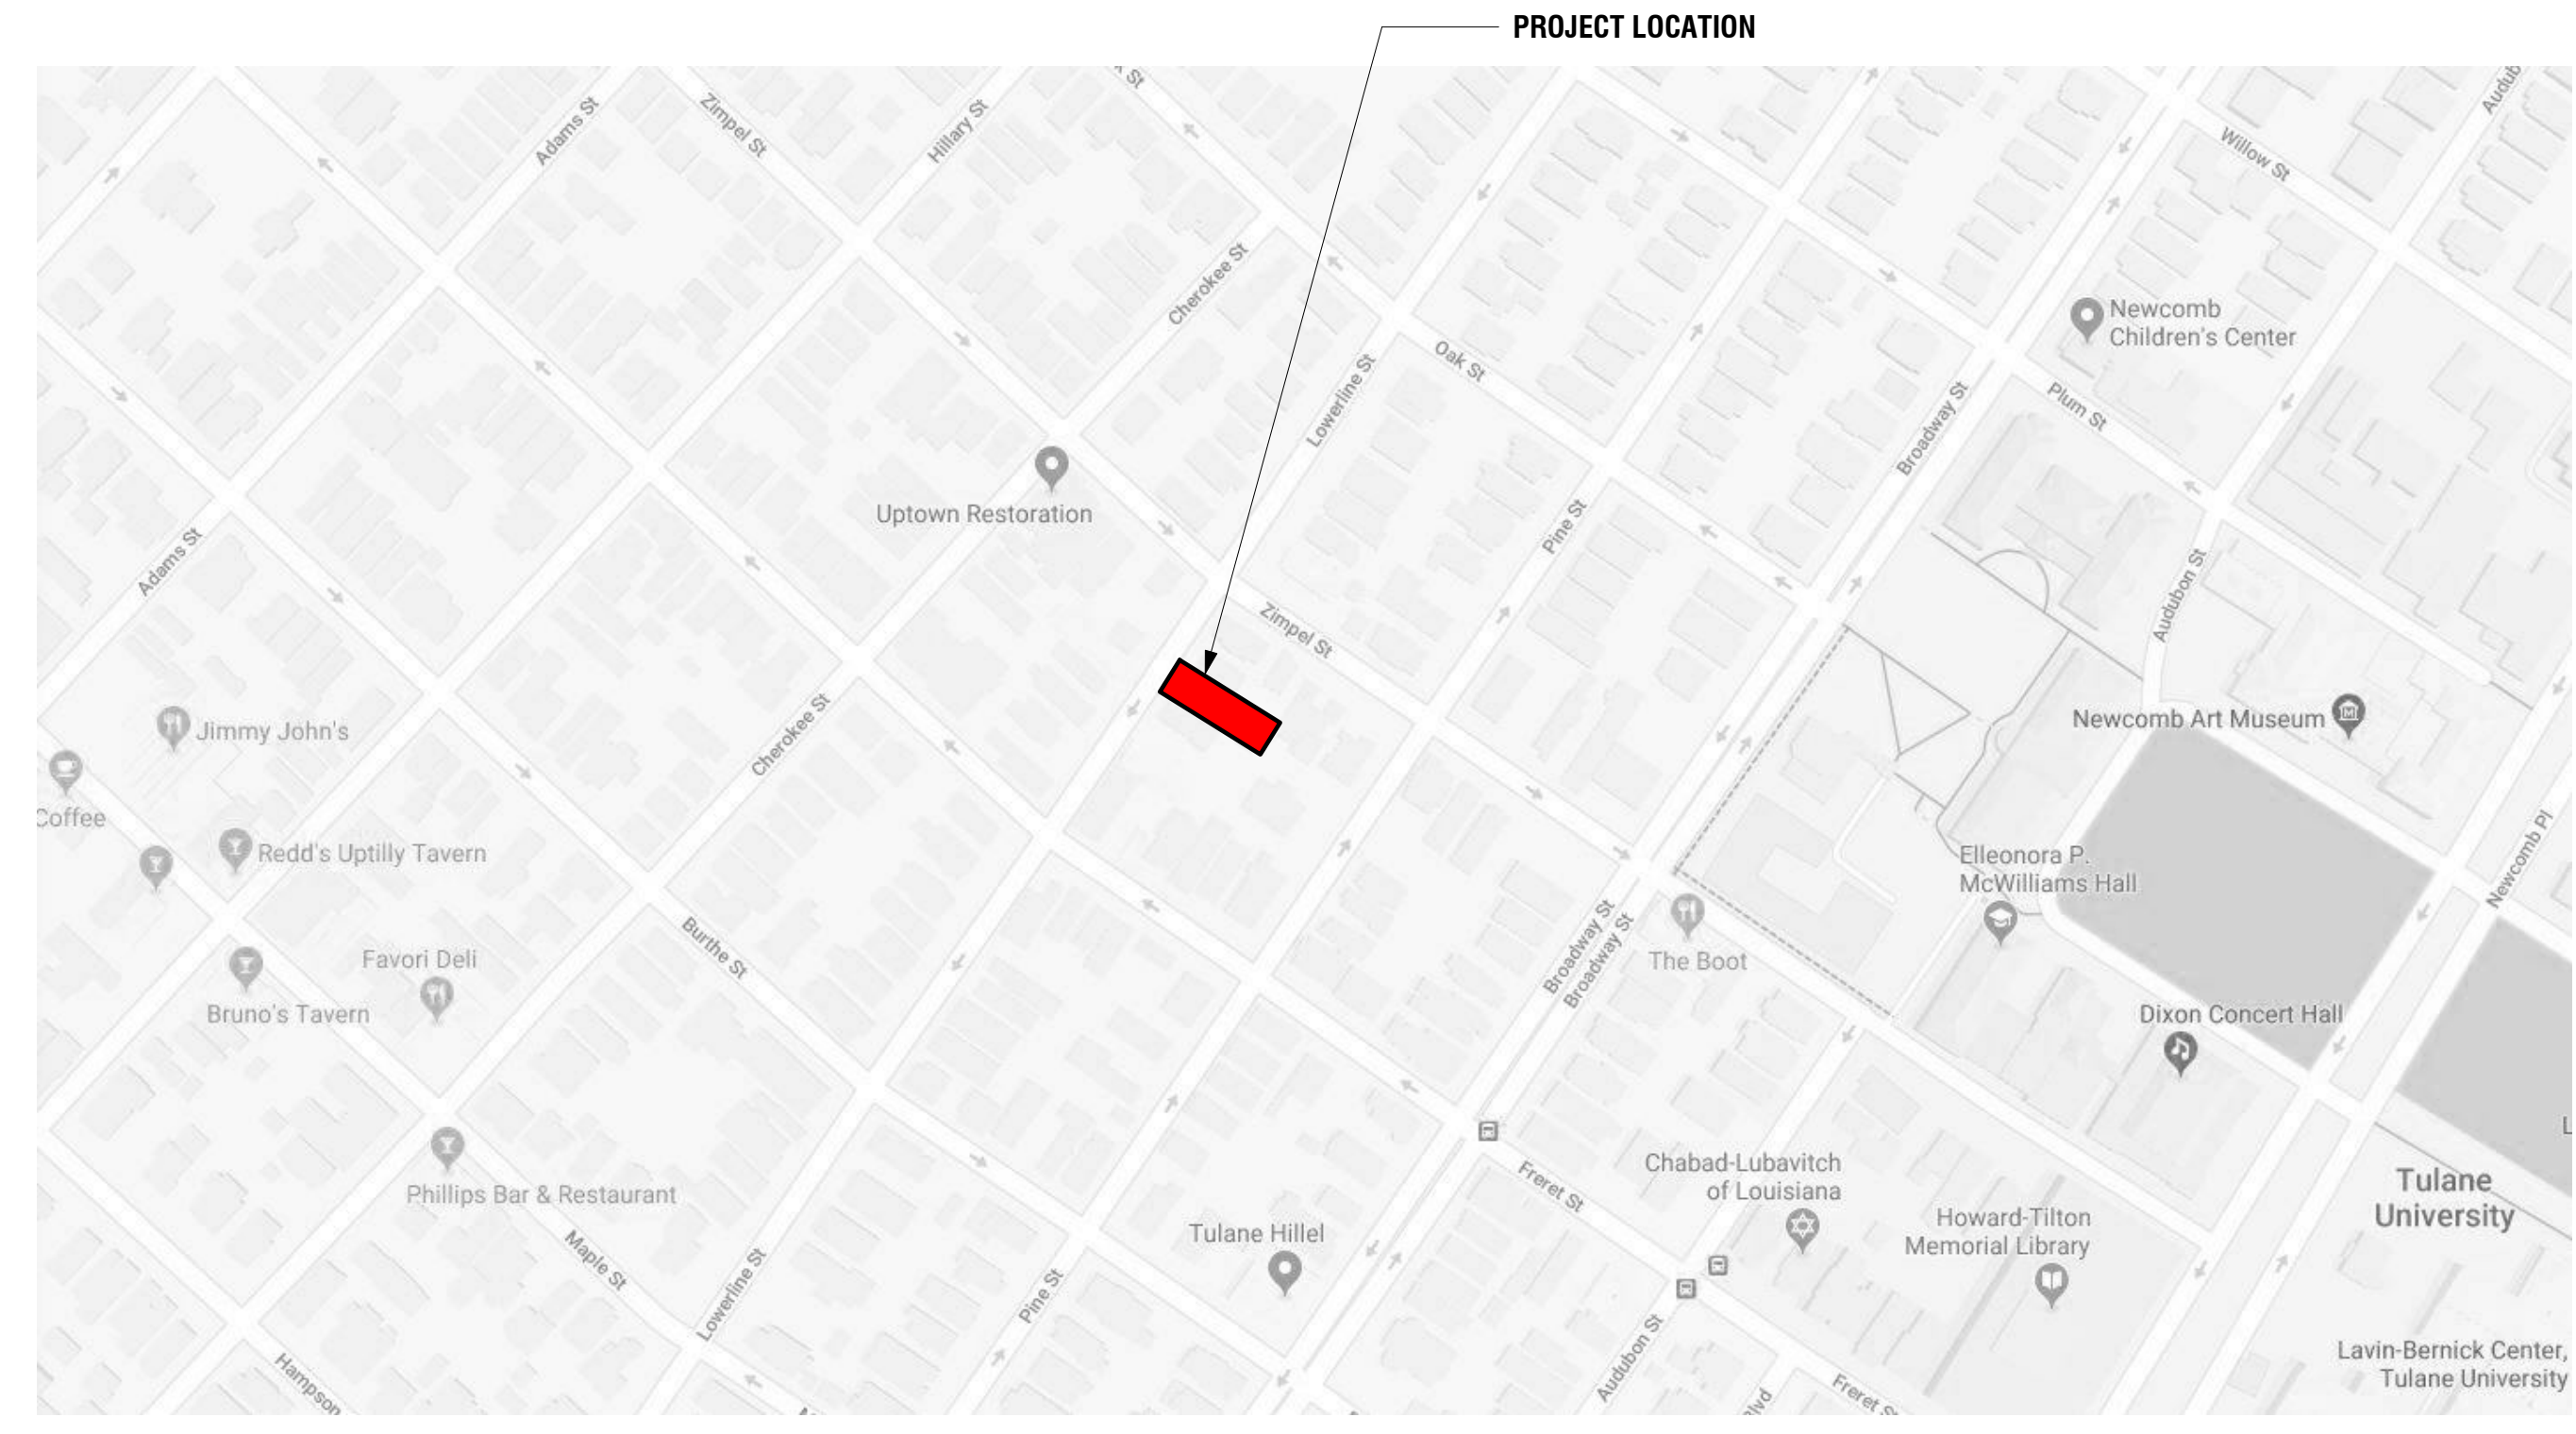 PROJECT LOCATION
Adams St
Zimpel St
Hillary St
Willow St
Cherokee St
Newcomb
Children's Center
Lowerline St
Oak St
Broadway St
Plum St
Uptown Restoration
Pine St
Adams St
Audubon St
Zimpel St
Newcomb Art Museum
Jimmy John's
Cherokee St
Coffee
Redd's Uptilly Tavern
Elleonora P.
McWilliams Hall
Newcomb Pl
Burthe St
Favori Deli
Broadway St
Broadway St
The Boot
Bruno's Tavern
Dixon Concert Hall
Phillips Bar & Restaurant
Chabad-Lubavitch
of Louisiana
Freret St
Tulane
University
Howard-Tilton
Memorial Library
Tulane Hillel
Maple St
Lowerline St
Pine St
Audubon St
Lavin-Bernick Center,
Tulane University
Hampson
Freret St